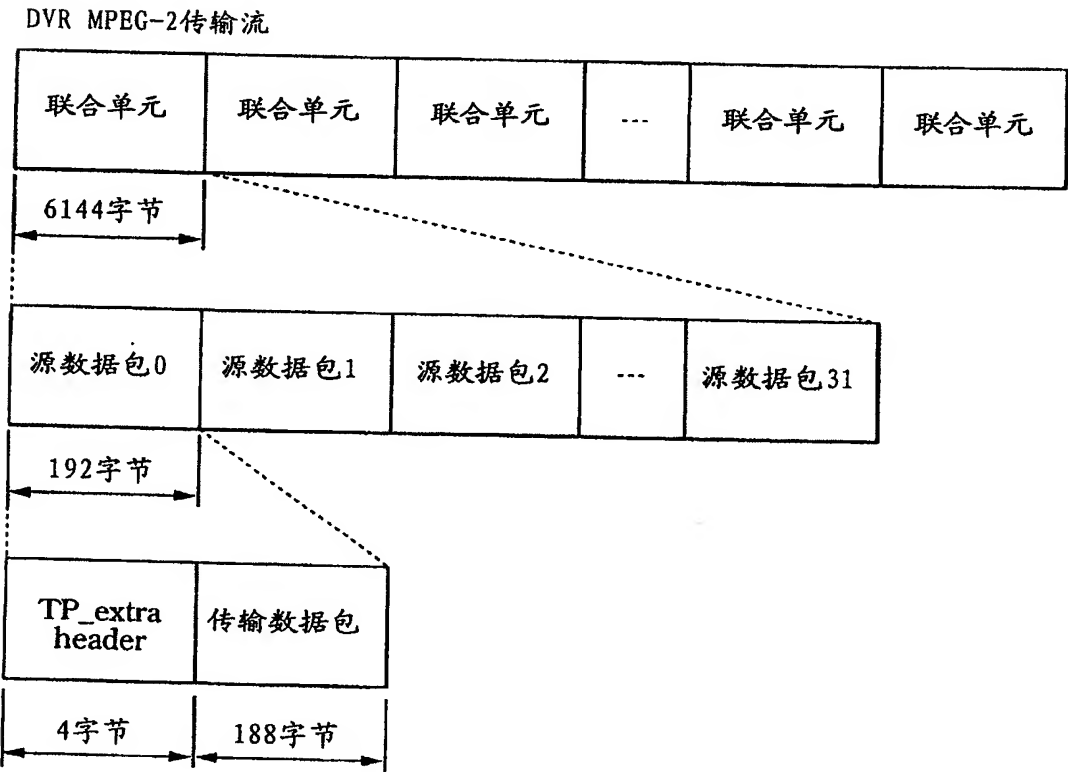 DVR MPEG-2传输流
联合单元
联合单元
联合单元
---
联合单元
联合单元
6144字节
源数据包0
源数据包1
源数据包2
---
源数据包31
192字节
TP_extra
header
传输数据包
4字节
188字节